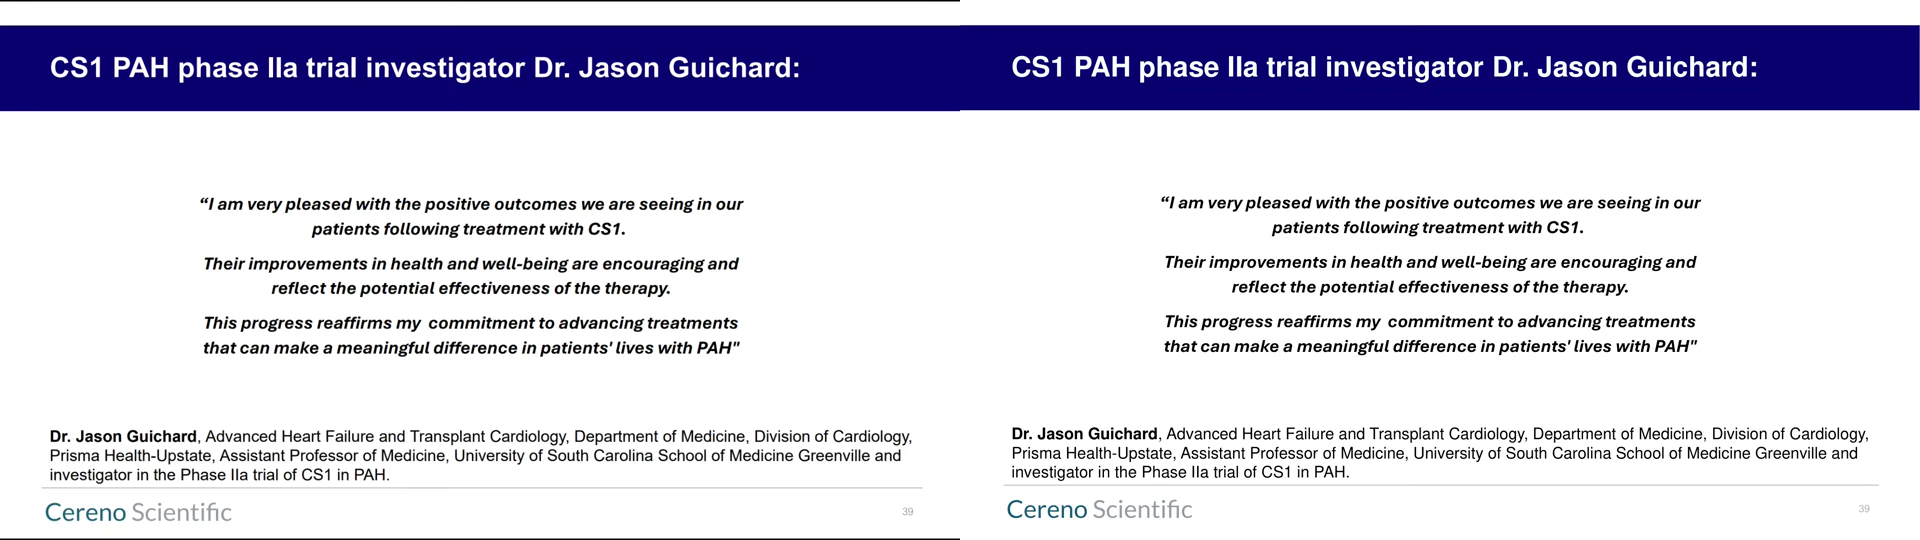 CS1 PAH phase IIa trial investigator Dr. Jason Guichard:
“I am very pleased with the positive outcomes we are seeing in our
patients following treatment with CS1.
Their improvements in health and well-being are encouraging and
reflect the potential effectiveness of the therapy.
This progress reaffirms my  commitment to advancing treatments
that can make a meaningful difference in patients' lives with PAH"
Dr. Jason Guichard, Advanced Heart Failure and Transplant Cardiology, Department of Medicine, Division of Cardiology,
Prisma Health-Upstate, Assistant Professor of Medicine, University of South Carolina School of Medicine Greenville and
investigator in the Phase IIa trial of CS1 in PAH.
Cereno Scientific
39
CS1 PAH phase IIa trial investigator Dr. Jason Guichard:
“I am very pleased with the positive outcomes we are seeing in our
patients following treatment with CS1.
Their improvements in health and well-being are encouraging and
reflect the potential effectiveness of the therapy.
This progress reaffirms my  commitment to advancing treatments
that can make a meaningful difference in patients' lives with PAH"
Dr. Jason Guichard, Advanced Heart Failure and Transplant Cardiology, Department of Medicine, Division of Cardiology,
Prisma Health-Upstate, Assistant Professor of Medicine, University of South Carolina School of Medicine Greenville and
investigator in the Phase IIa trial of CS1 in PAH.
Cereno Scientific
39